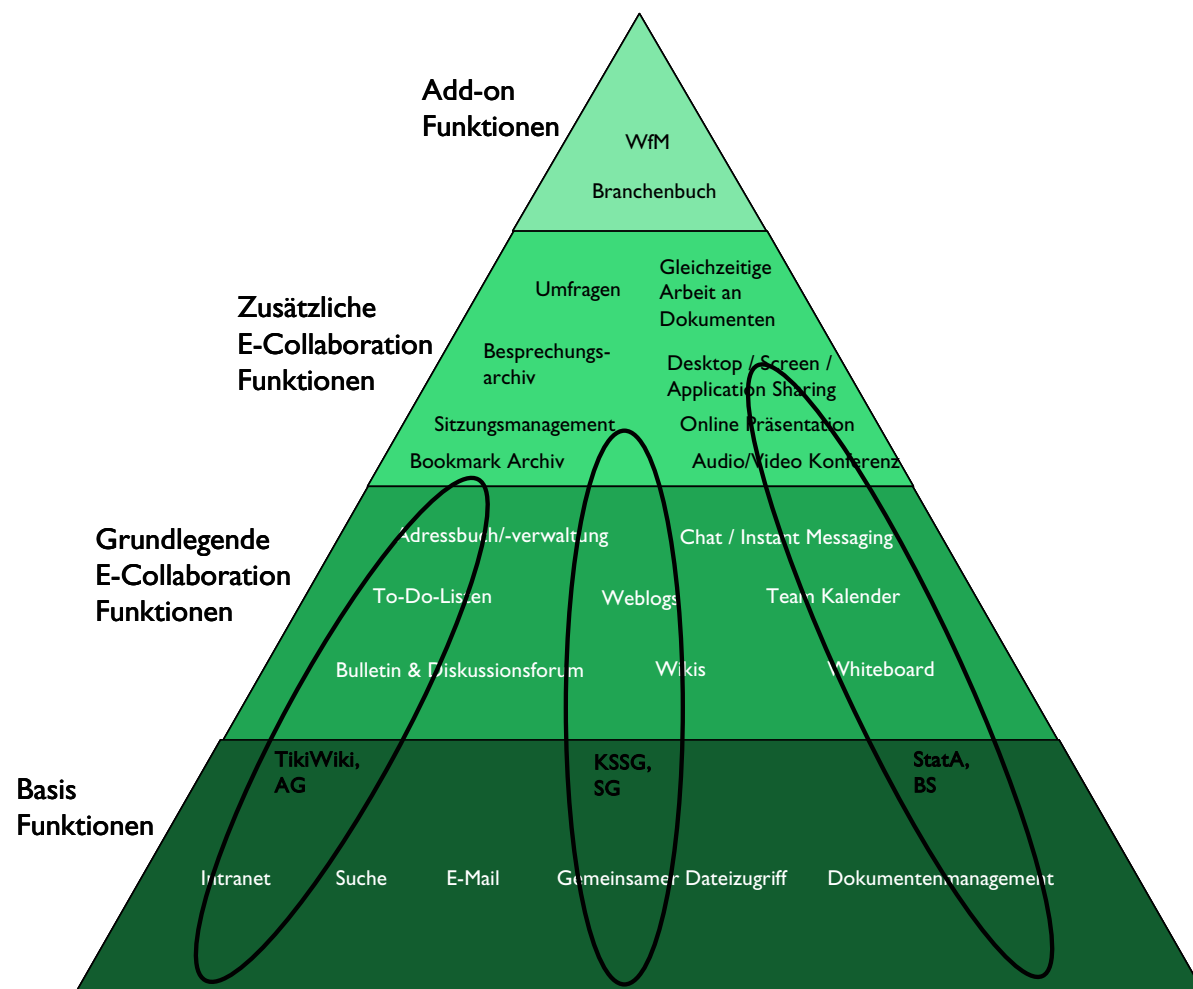 Add-on
Funktionen
WfM
Branchenbuch
Zusätzliche
E-Collaboration
Funktionen
Umfragen
Gleichzeitige
Arbeit an
Dokumenten
Besprechungs-
archiv
Desktop / Screen /
Application Sharing
Sitzungsmanagement
Online Präsentation
Bookmark Archiv
Audio/Video Konferenz
Grundlegende
E-Collaboration
Funktionen
Adressbuch/-verwaltung
Chat / Instant Messaging
To-Do-Listen
Weblogs
Team Kalender
Bulletin & Diskussionsforum
Wikis
Whiteboard
Basis
Funktionen
TikiWiki,
AG
KSSG,
SG
StatA,
BS
Intranet
Suche
E-Mail
Gemeinsamer Dateizugriff
Dokumentenmanagement